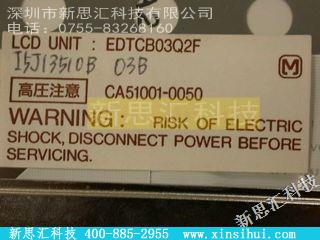 深圳市新思汇科技有限公司
电话:0755-83268160
LCD UNIT : EDTCB03Q2F
03B
高圧注意 CA51001-0050
新思汇科技
WARNING: RISK OF ELECTRIC
SHOCK, DISCONNECT POWER BEFORE
SERVICING.
新思汇科技 400-885-2955 www.xinsihui.com